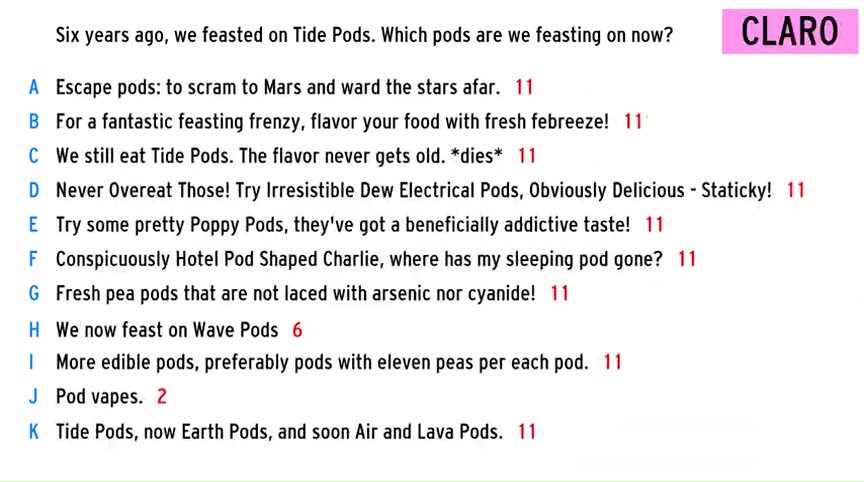 Six years ago, we feasted on Tide Pods. Which pods are we feasting on now?
CLARO
A Escape pods: to scram to Mars and ward the stars afar. 11
B For a fantastic feasting frenzy, flavor your food with fresh febreeze! 11
C We still eat Tide Pods. The flavor never gets old. *dies* 11
D Never Overeat Those! Try Irresistible Dew Electrical Pods, Obviously Delicious - Staticky! 11
E Try some pretty Poppy Pods, they've got a beneficially addictive taste! 11
F Conspicuously Hotel Pod Shaped Charlie, where has my sleeping pod gone? 11
G Fresh pea pods that are not laced with arsenic nor cyanide! 11
H We now feast on Wave Pods 6
I More edible pods, preferably pods with eleven peas per each pod. 11
J Pod vapes. 2
K Tide Pods, now Earth Pods, and soon Air and Lava Pods. 11